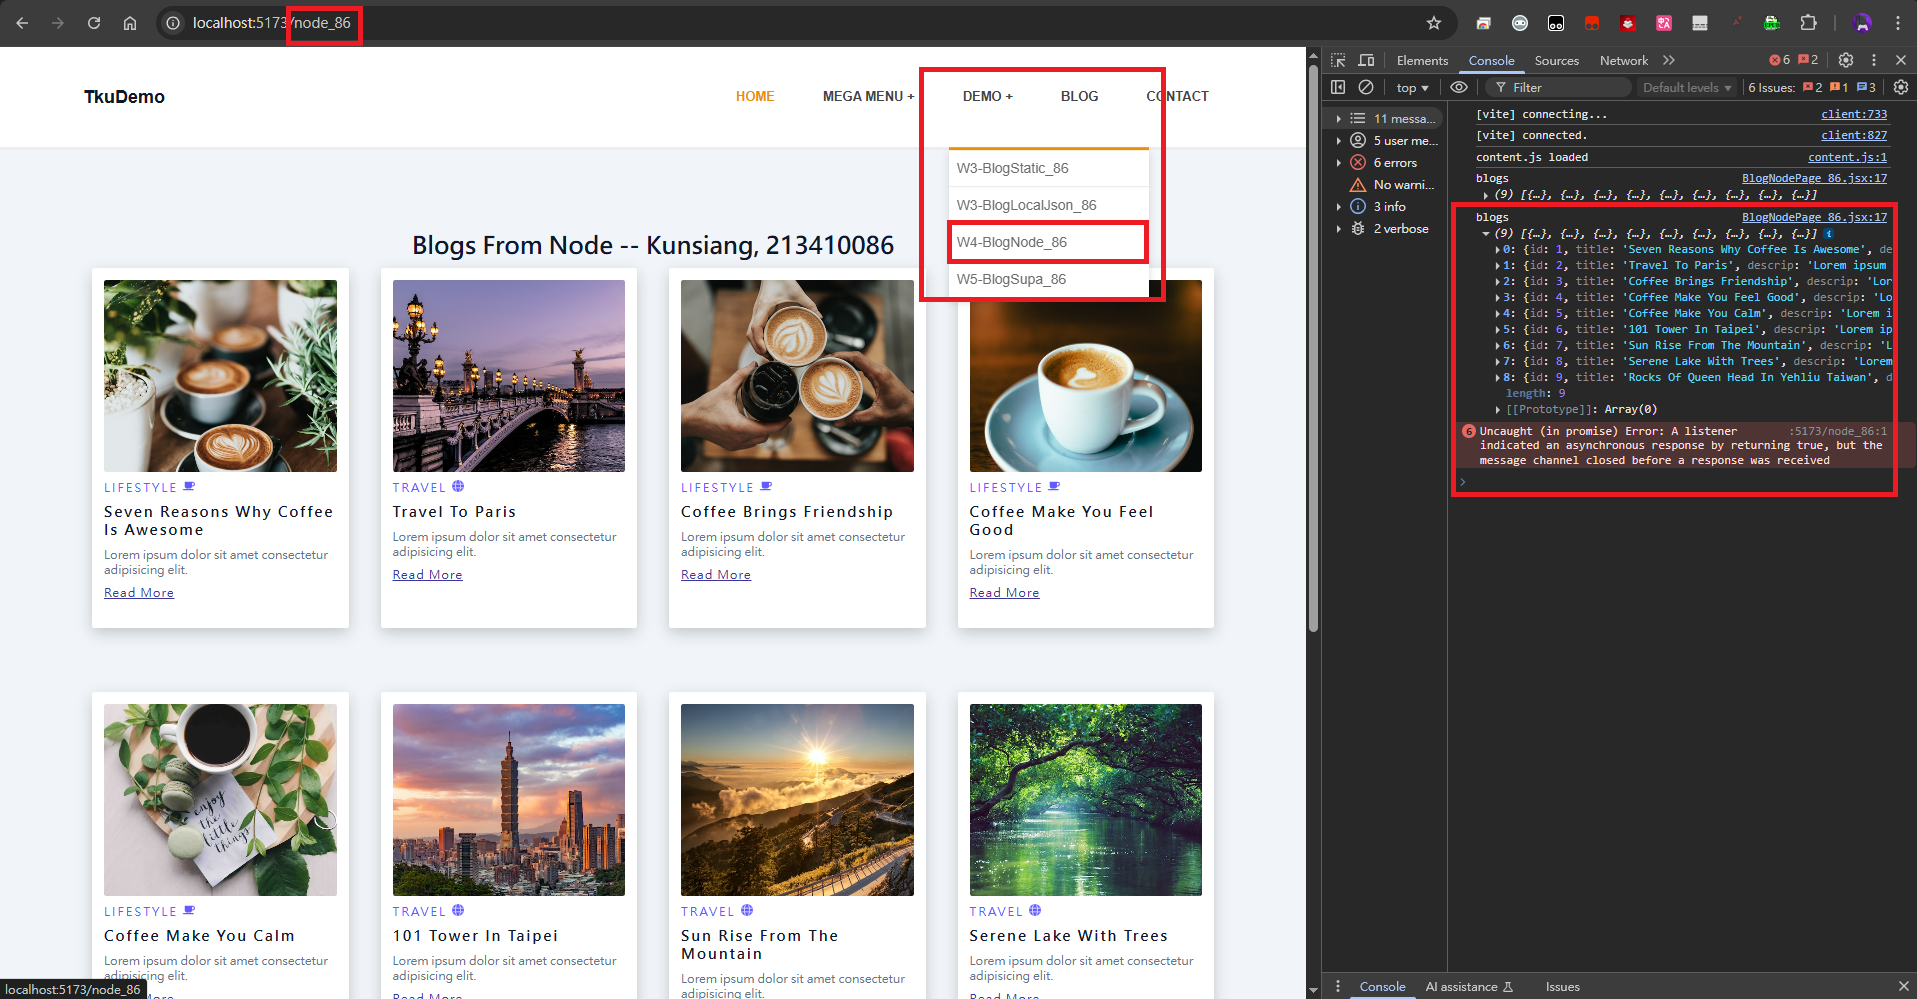 localhost:5173/node_86
TkuDemo
HOME
MEGA MENU +
DEMO +
BLOG
CONTACT
W3-BlogStatic_86
W3-BlogLocalJson_86
W4-BlogNode_86
W5-BlogSupa_86
Blogs From Node -- Kunsiang, 213410086
LIFESTYLE
Seven Reasons Why Coffee
Is Awesome
Lorem ipsum dolor sit amet consectetur
adipisicing elit.
Read More
TRAVEL
Travel To Paris
Lorem ipsum dolor sit amet consectetur
adipisicing elit.
Read More
LIFESTYLE
Coffee Brings Friendship
Lorem ipsum dolor sit amet consectetur
adipisicing elit.
Read More
LIFESTYLE
Coffee Make You Feel
Good
Lorem ipsum dolor sit amet consectetur
adipisicing elit.
Read More
enjoy
the
little
things
LIFESTYLE
Coffee Make You Calm
Lorem ipsum dolor sit amet consectetur
adipisicing elit.
More
TRAVEL
101 Tower In Taipei
Lorem ipsum dolor sit amet consectetur
adipisicing elit.
Read More
TRAVEL
Sun Rise From The
Mountain
Lorem ipsum dolor sit amet consectetur
adipisicing elit.
TRAVEL
Serene Lake With Trees
Lorem ipsum dolor sit amet consectetur
adipisicing elit.
Read More
localhost:5173/node_86
Elements
Console
Sources
Network
6
2
top
Filter
Default levels
6 Issues:
2
1
3
11 messa...
5 user me...
6 errors
No warni...
3 info
2 verbose
[vite] connecting...
client:733
[vite] connected.
client:827
content.js loaded
content.js:1
blogs
BlogNodePage_86.jsx:17
(9) [{…}, {…}, {…}, {…}, {…}, {…}, {…}, {…}, {…}]
blogs
BlogNodePage_86.jsx:17
(9) [{…}, {…}, {…}, {…}, {…}, {…}, {…}, {…}, {…}] i
0: {id: 1, title: 'Seven Reasons Why Coffee Is Awesome', de
1: {id: 2, title: 'Travel To Paris', descrip: 'Lorem ipsum
2: {id: 3, title: 'Coffee Brings Friendship', descrip: 'Lor
3: {id: 4, title: 'Coffee Make You Feel Good', descrip: 'Lo
4: {id: 5, title: 'Coffee Make You Calm', descrip: 'Lorem i
5: {id: 6, title: '101 Tower In Taipei', descrip: 'Lorem ip
6: {id: 7, title: 'Sun Rise From The Mountain', descrip: 'L
7: {id: 8, title: 'Serene Lake With Trees', descrip: 'Lorem
8: {id: 9, title: 'Rocks Of Queen Head In Yehliu Taiwan', d
length: 9
[[Prototype]]: Array(0)
6 Uncaught (in promise) Error: A listener
:5173/node_86:1
indicated an asynchronous response by returning true, but the
message channel closed before a response was received
Console
AI assistance
Issues